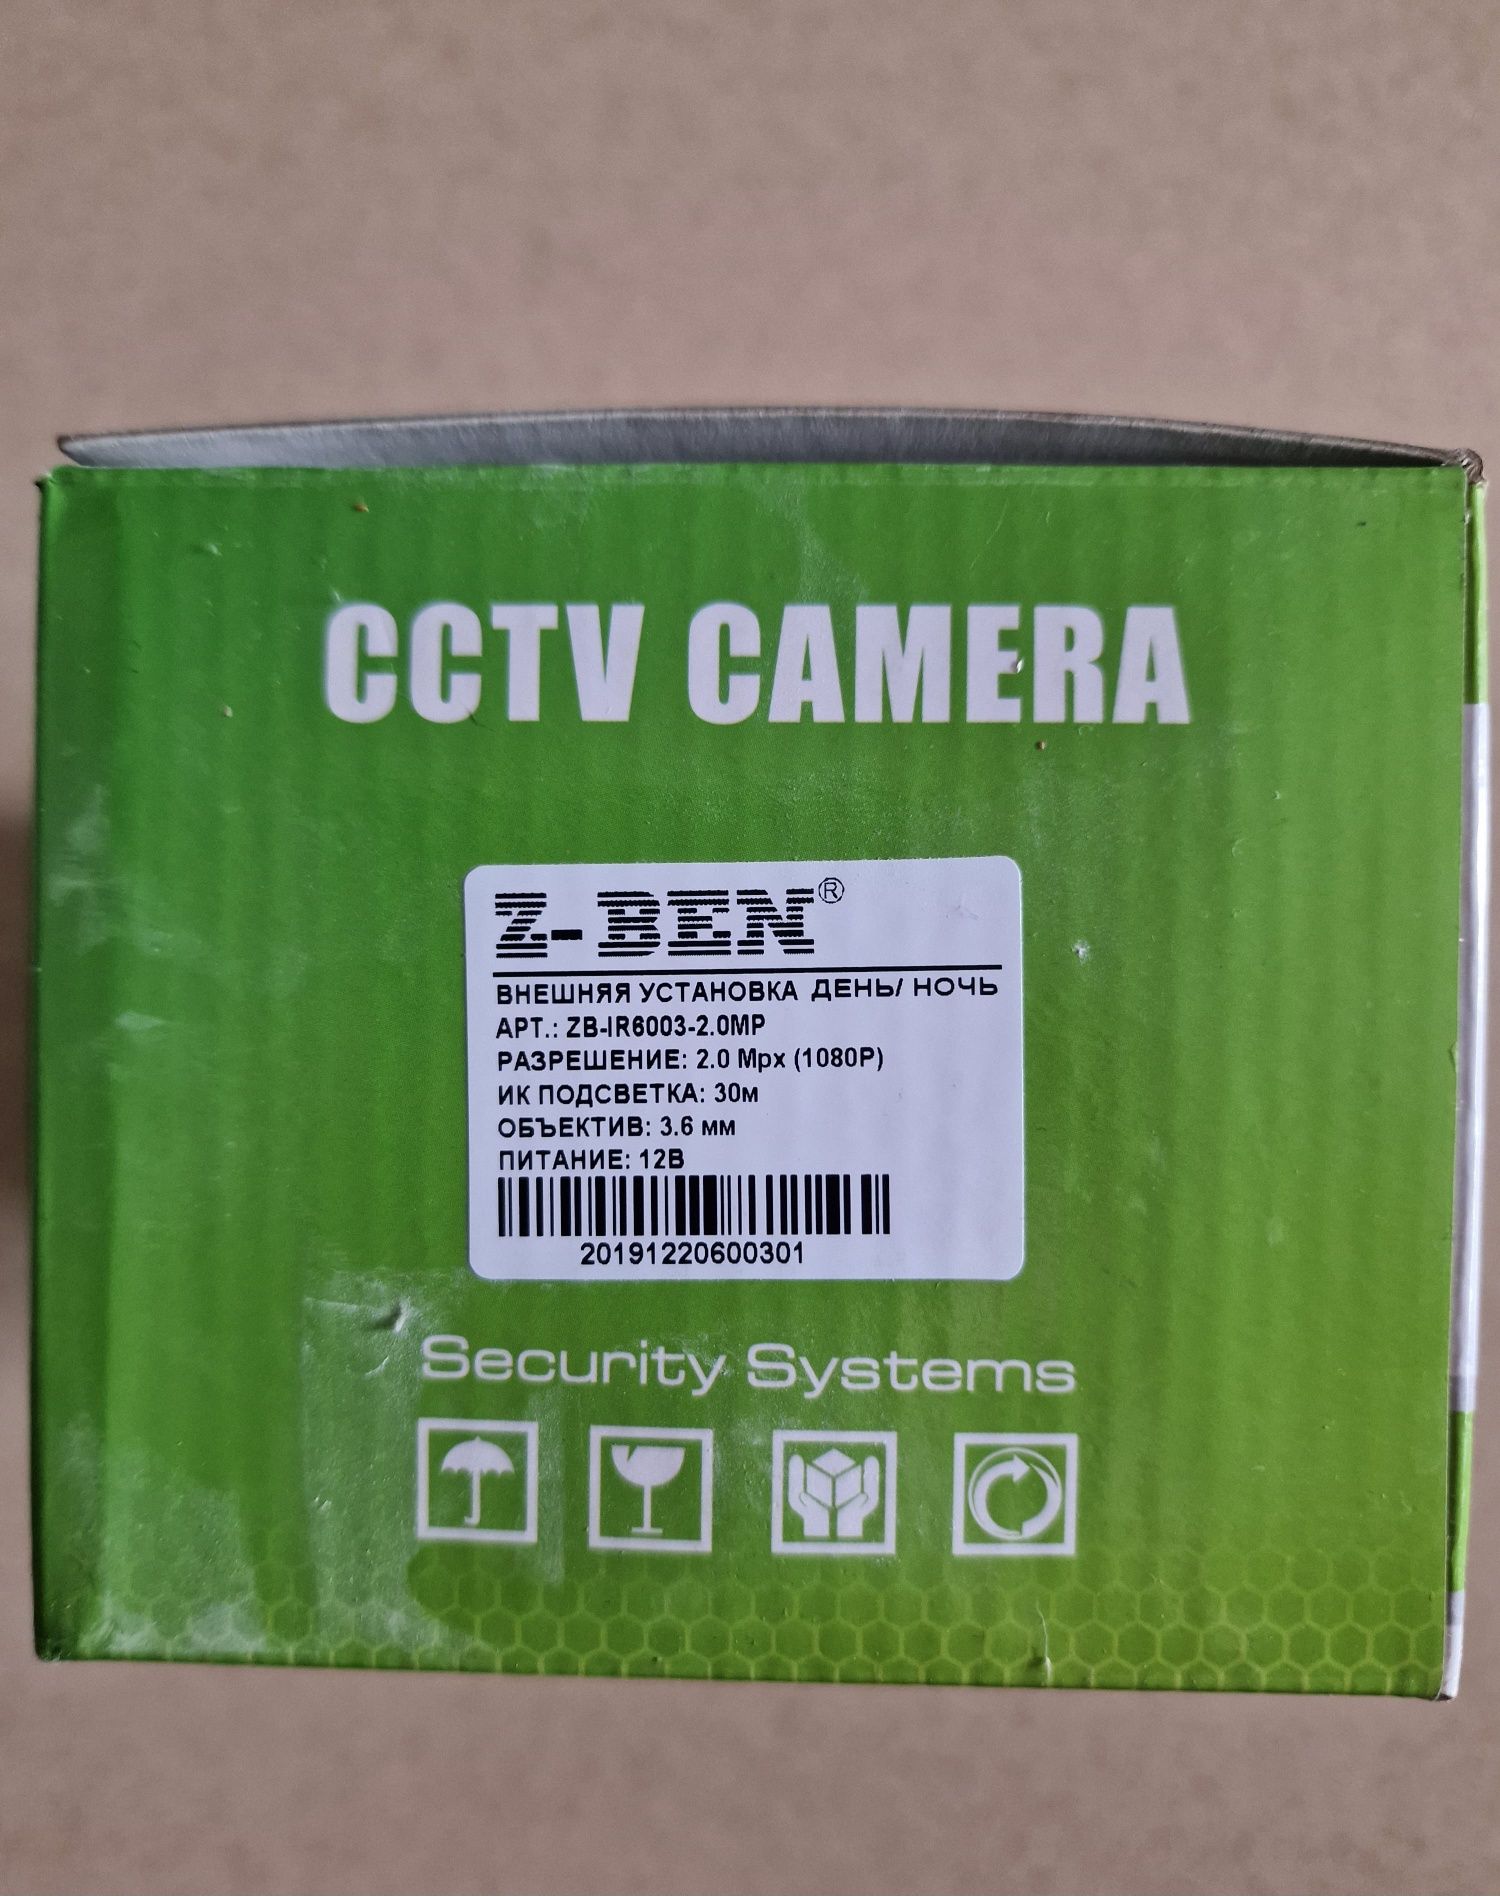 CCTV CAMERA
Z-BEN®
ВНЕШНЯЯ УСТАНОВКА ДЕНЬ/ НОЧЬ
АРТ.: ZB-IR6003-2.0MP
РАЗРЕШЕНИЕ: 2.0 Mpx (1080P)
ИК ПОДСВЕТКА: 30м
ОБЪЕКТИВ: 3.6 мм
ПИТАНИЕ: 12В
20191220600301
Security Systems